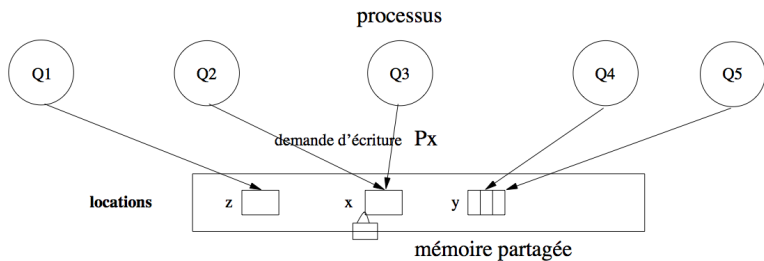 processus
Q1 Q2 Q3 Q4 Q5
demande d'écriture Px
locations z x y
mémoire partagée